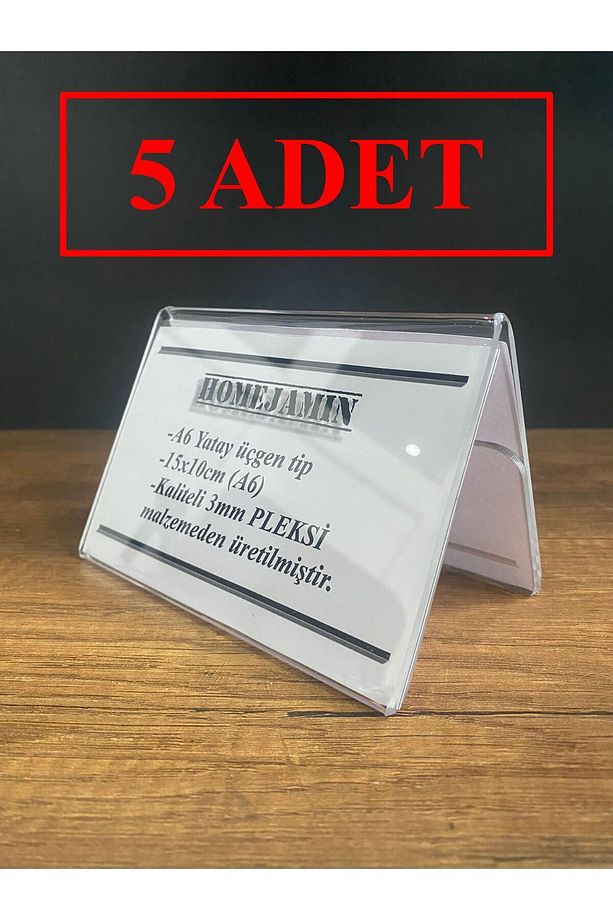 5 ADET
HOMEJAMIN
-A6 Yatay üçgen tip
-15x10cm (A6)
-Kaliteli 3mm PLEKSİ
malzemeden üretilmiştir.